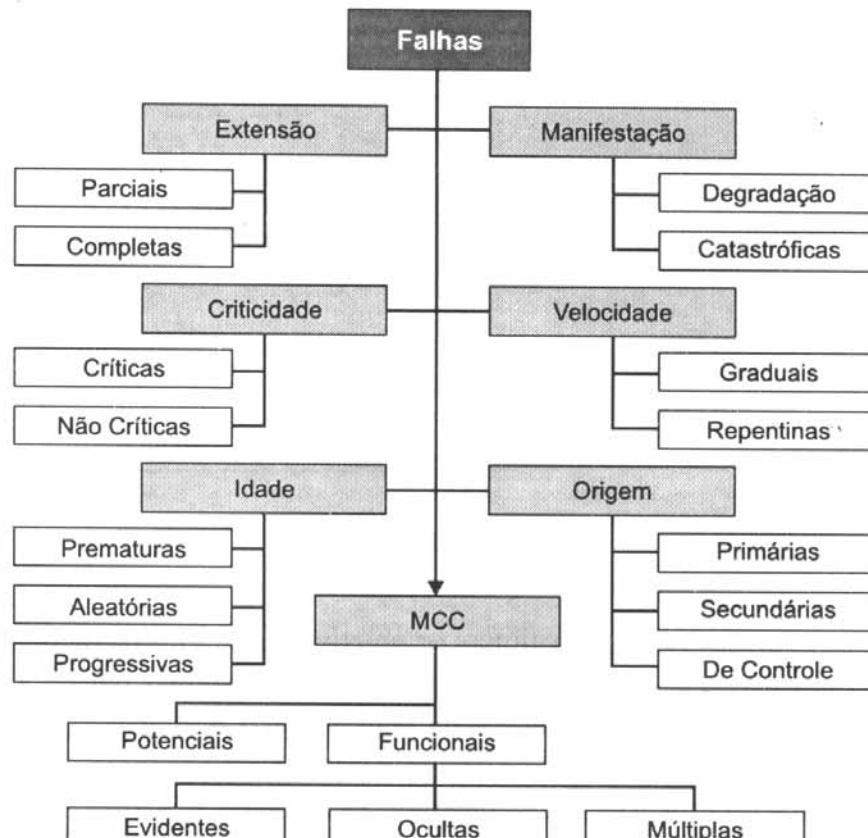 Falhas
Extensão
Manifestação
Parciais
Degradação
Completas
Catastróficas
Criticidade
Velocidade
Críticas
Graduais
Não Críticas
Repentinas
Idade
Origem
Prematuras
Primárias
Aleatórias
Secundárias
MCC
Progressivas
De Controle
Potenciais
Funcionais
Evidentes
Ocultas
Múltiplas